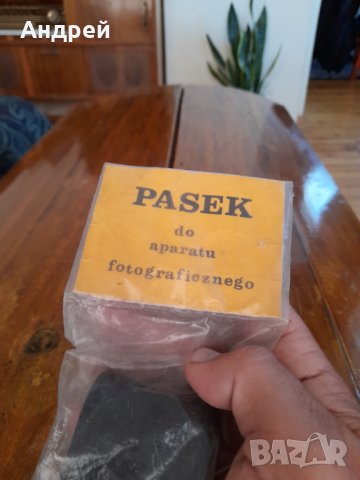 Андрей
PASEK
do
aparatu
fotograficznego
BAZAR